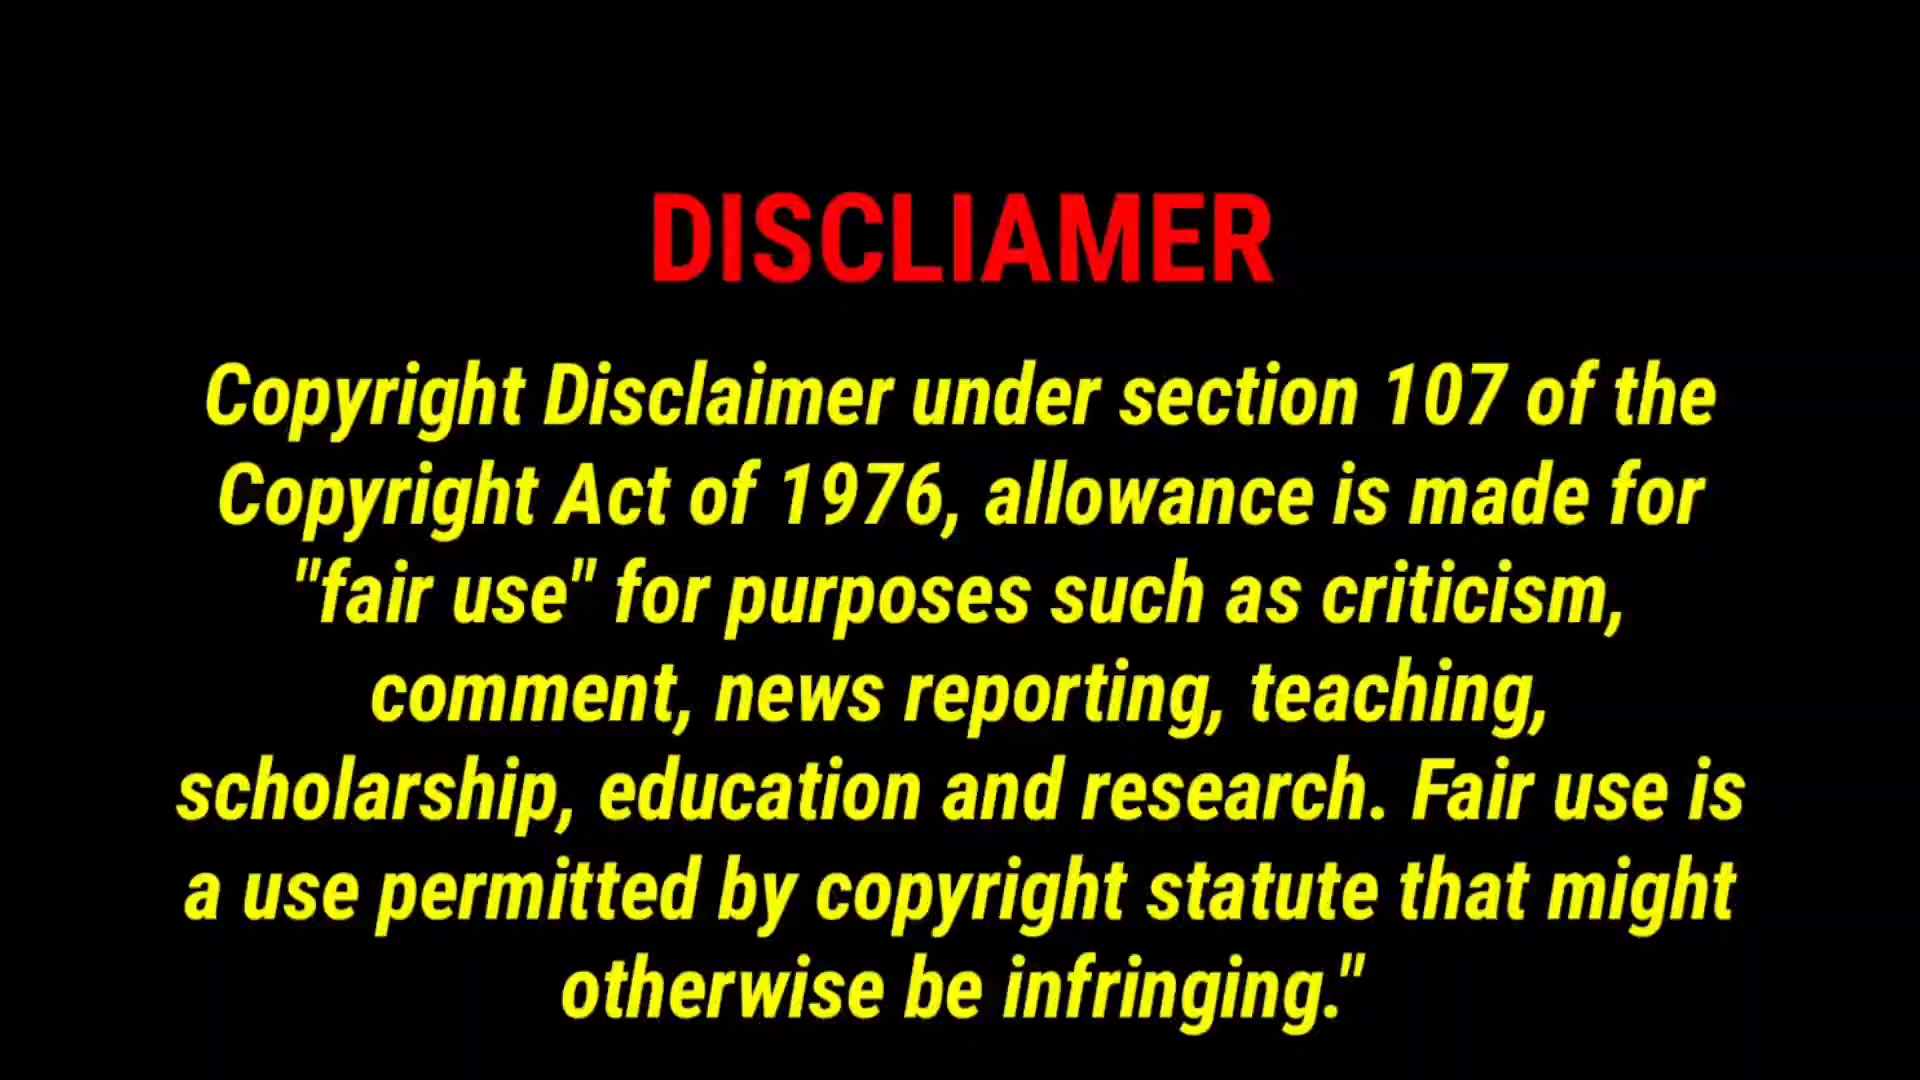 DISCLIAMER
Copyright Disclaimer under section 107 of the
Copyright Act of 1976, allowance is made for
"fair use" for purposes such as criticism,
comment, news reporting, teaching,
scholarship, education and research. Fair use is
a use permitted by copyright statute that might
otherwise be infringing."